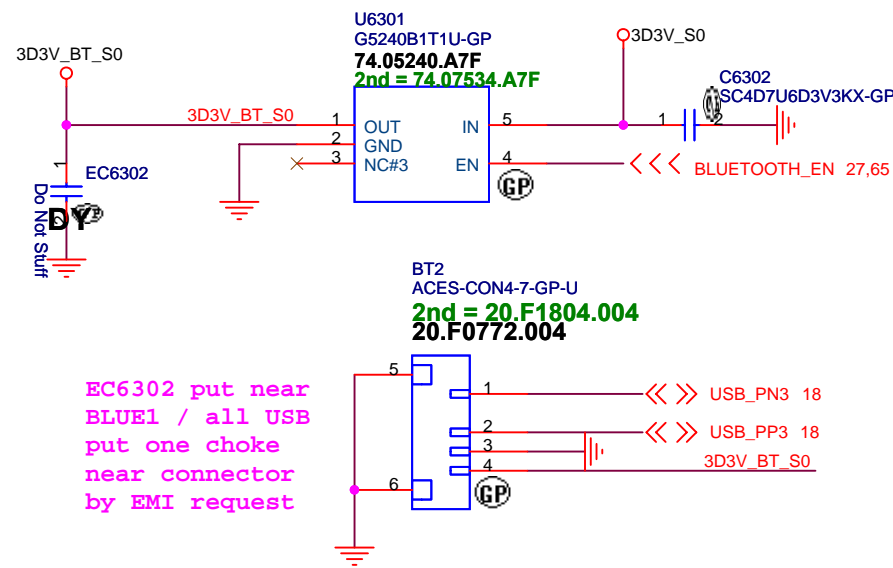 U6301
G5240B1T1U-GP
74.05240.A7F
2nd = 74.07534.A7F
3D3V_BT_S0
3D3V_S0
C6302
SC4D7U6D3V3KX-GP
3D3V_BT_S0
1 OUT
2 GND
3 NC#3
IN 5
EN 4
1
2
BLUETOOTH_EN 27,65
GP
1
EC6302
2
DY
Do Not Stuff
BT2
ACES-CON4-7-GP-U
2nd = 20.F1804.004
20.F0772.004
5
6
1
2
3
4
USB_PN3 18
USB_PP3 18
3D3V_BT_S0
GP
EC6302 put near
BLUE1 / all USB
put one choke
near connector
by EMI request